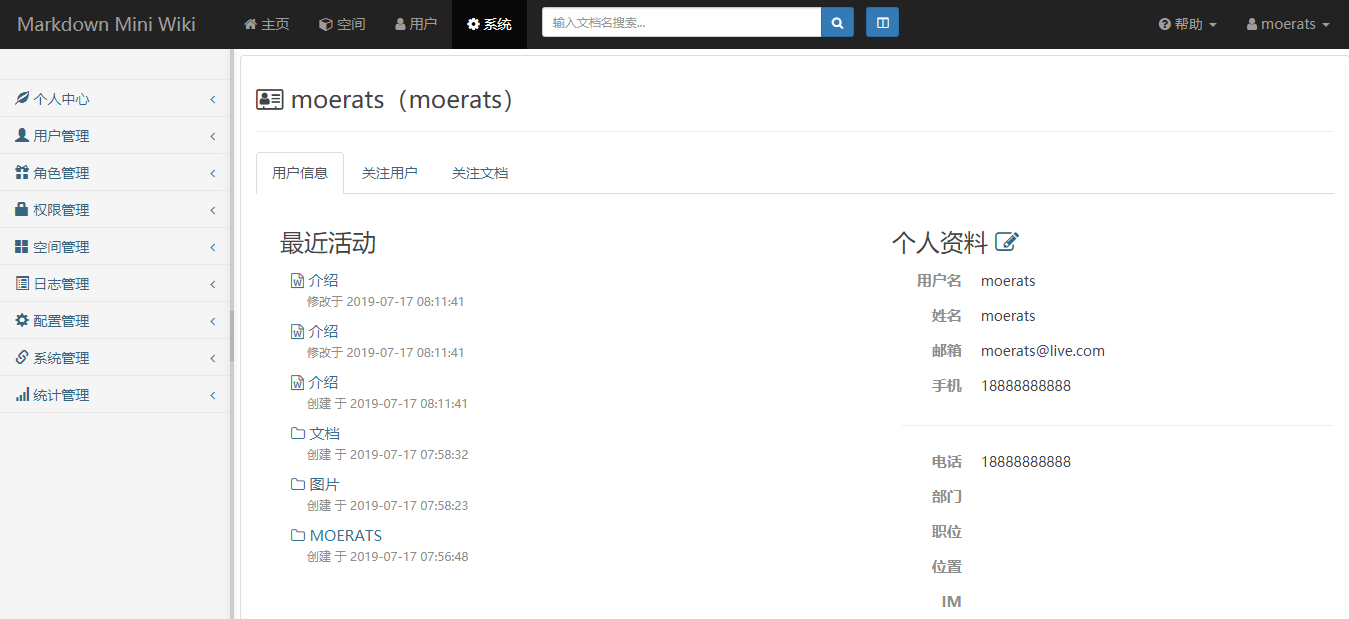 Markdown Mini Wiki 主页 空间 用户 系统 输入文档名搜索... 帮助 moerats
个人中心
用户管理
角色管理
权限管理
空间管理
日志管理
配置管理
系统管理
统计管理
moerats（moerats）
用户信息 关注用户 关注文档
最近活动
介绍
修改于 2019-07-17 08:11:41
介绍
修改于 2019-07-17 08:11:41
介绍
创建 于 2019-07-17 08:11:41
文档
创建 于 2019-07-17 07:58:32
图片
创建 于 2019-07-17 07:58:23
MOERATS
创建 于 2019-07-17 07:56:48
个人资料
用户名 moerats
姓名 moerats
邮箱 moerats@live.com
手机 18888888888
电话 18888888888
部门
职位
位置
IM